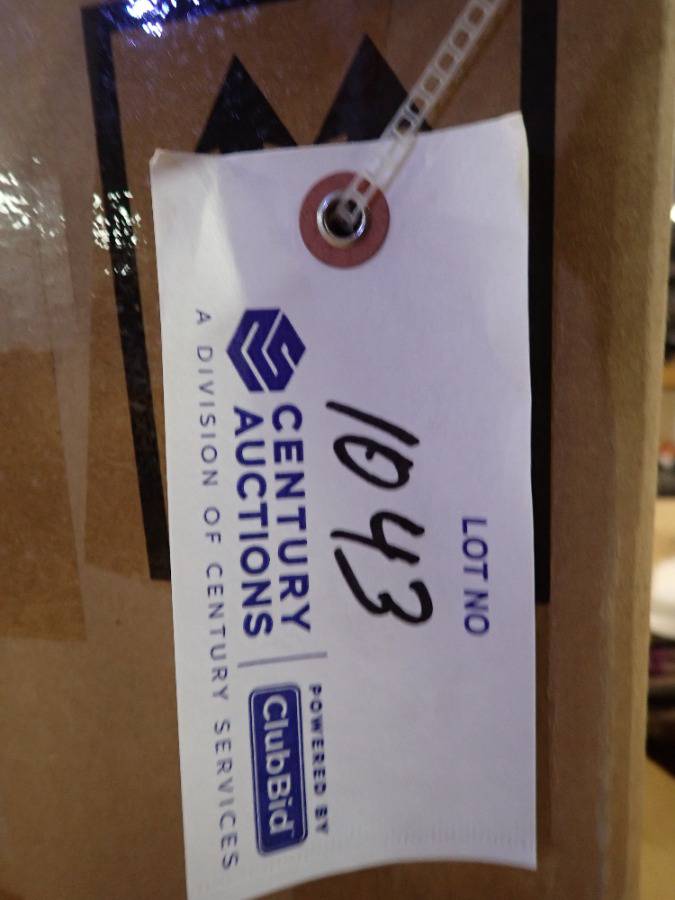 LOT NO
1043
CENTURY
AUCTIONS
POWERED BY
ClubBid
A DIVISION OF CENTURY SERVICES